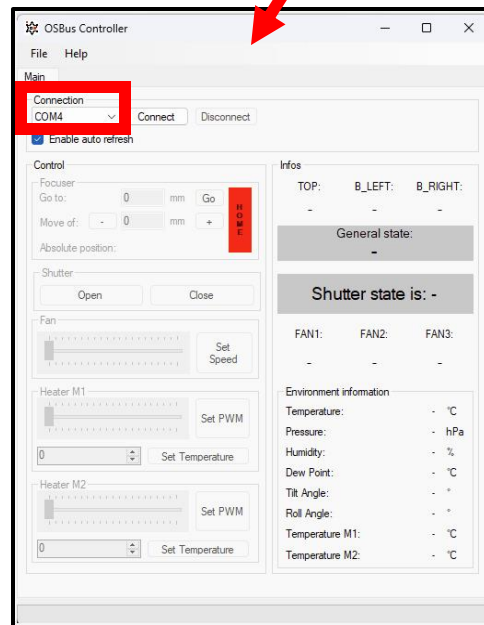 OSBus Controller
File Help
Main
Connection
COM4 Connect Disconnect
Enable auto refresh
Control
Focuser
Go to: 0 mm Go
Move of: - 0 mm +
HOME
Absolute position:
Shutter
Open Close
Fan
Set Speed
Heater M1
Set PWM
0 Set Temperature
Heater M2
Set PWM
0 Set Temperature
Infos
TOP: B_LEFT: B_RIGHT:
- - -
General state:
-
Shutter state is: -
FAN1: FAN2: FAN3:
- - -
Environment information
Temperature: - °C
Pressure: - hPa
Humidity: - %
Dew Point: - °C
Tilt Angle: - °
Roll Angle: - °
Temperature M1: - °C
Temperature M2: - °C